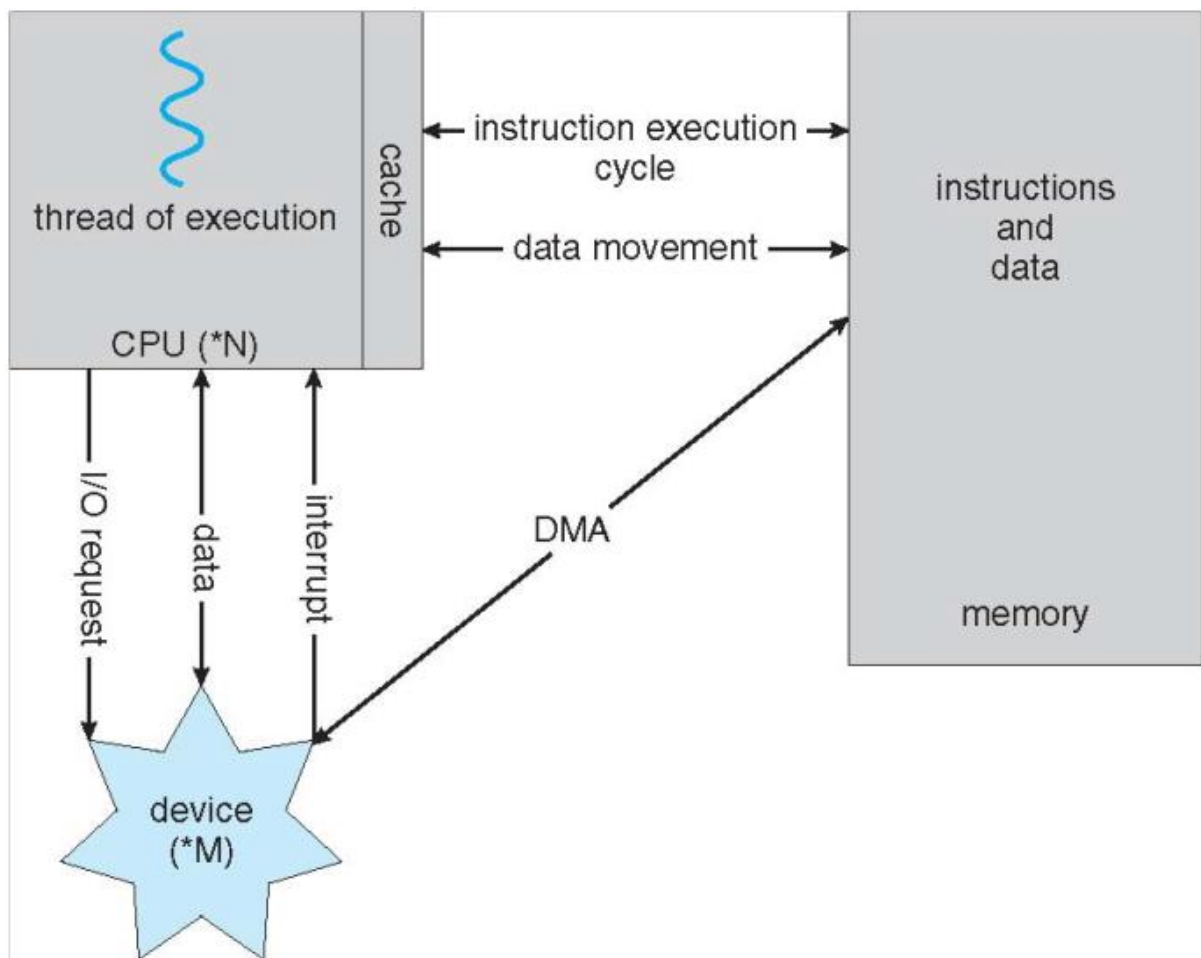 thread of execution
cache
CPU (*N)
instruction execution
cycle
data movement
instructions
and
data
memory
I/O request
data
interrupt
DMA
device
(*M)